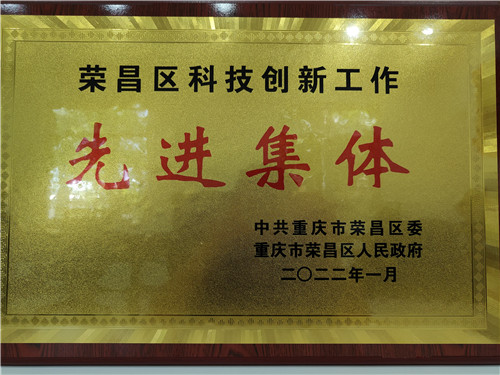 荣昌区科技创新工作
先进集体
中共重庆市荣昌区委
重庆市荣昌区人民政府
二〇二二年一月